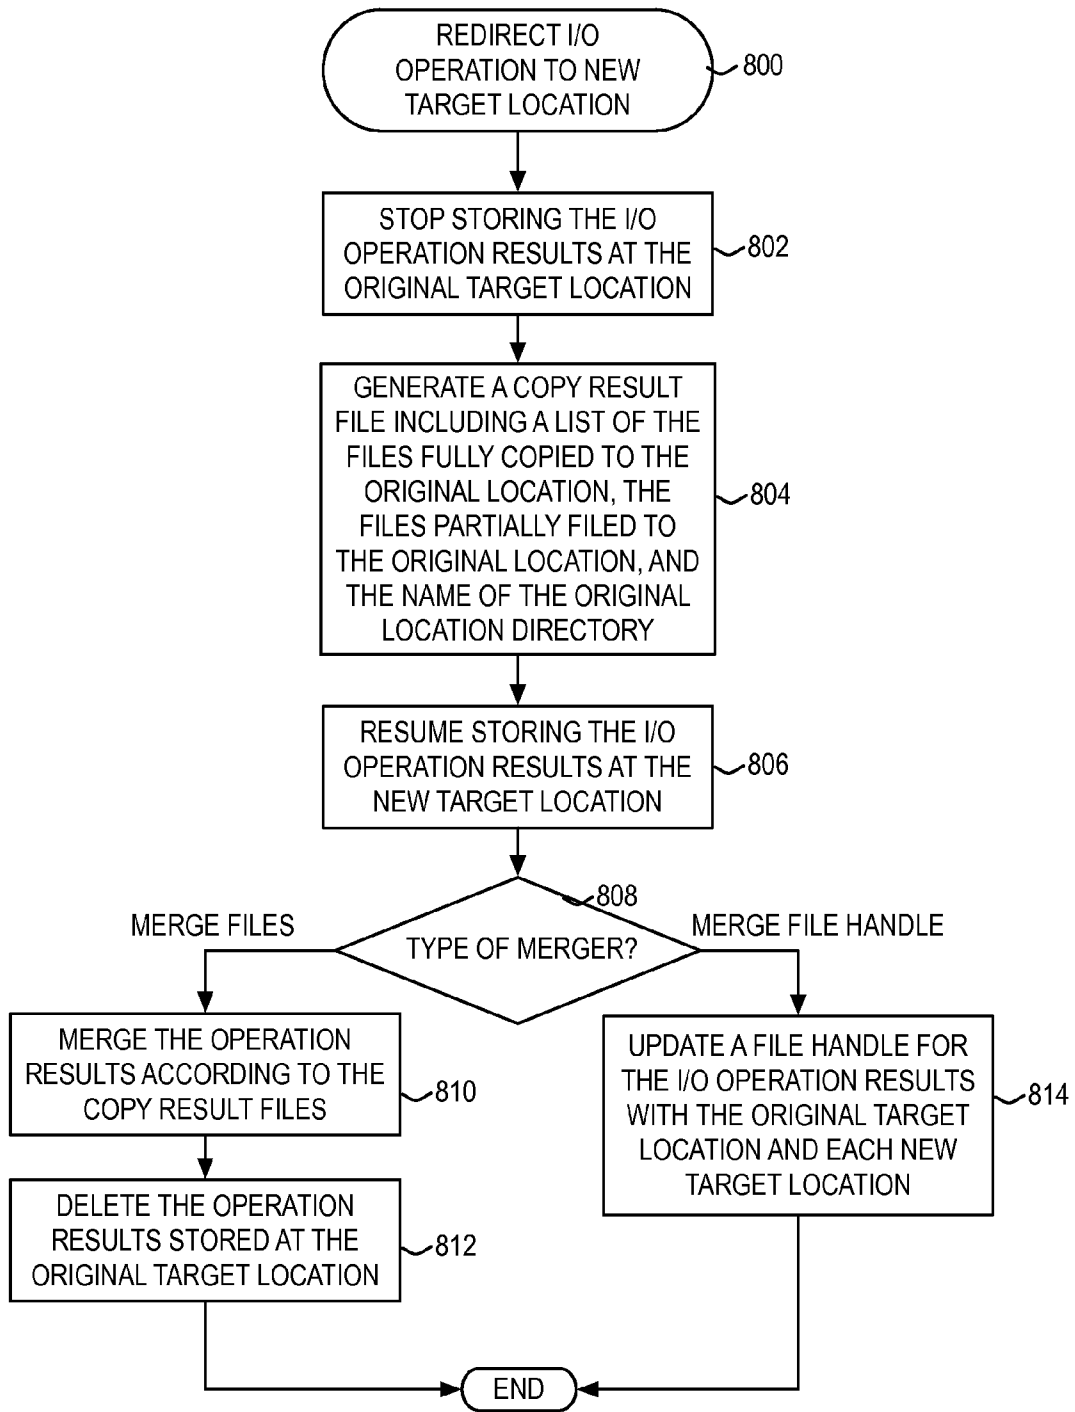 REDIRECT I/O
OPERATION TO NEW
TARGET LOCATION
800
STOP STORING THE I/O
OPERATION RESULTS AT THE
ORIGINAL TARGET LOCATION
802
GENERATE A COPY RESULT
FILE INCLUDING A LIST OF THE
FILES FULLY COPIED TO THE
ORIGINAL LOCATION, THE
FILES PARTIALLY FILED TO
THE ORIGINAL LOCATION, AND
THE NAME OF THE ORIGINAL
LOCATION DIRECTORY
804
RESUME STORING THE I/O
OPERATION RESULTS AT THE
NEW TARGET LOCATION
806
808
TYPE OF MERGER?
MERGE FILES
MERGE FILE HANDLE
MERGE THE OPERATION
RESULTS ACCORDING TO THE
COPY RESULT FILES
810
DELETE THE OPERATION
RESULTS STORED AT THE
ORIGINAL TARGET LOCATION
812
UPDATE A FILE HANDLE FOR
THE I/O OPERATION RESULTS
WITH THE ORIGINAL TARGET
LOCATION AND EACH NEW
TARGET LOCATION
814
END